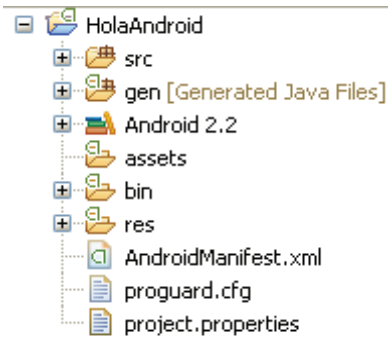 HolaAndroid
src
gen [Generated Java Files]
Android 2.2
assets
bin
res
AndroidManifest.xml
proguard.cfg
project.properties